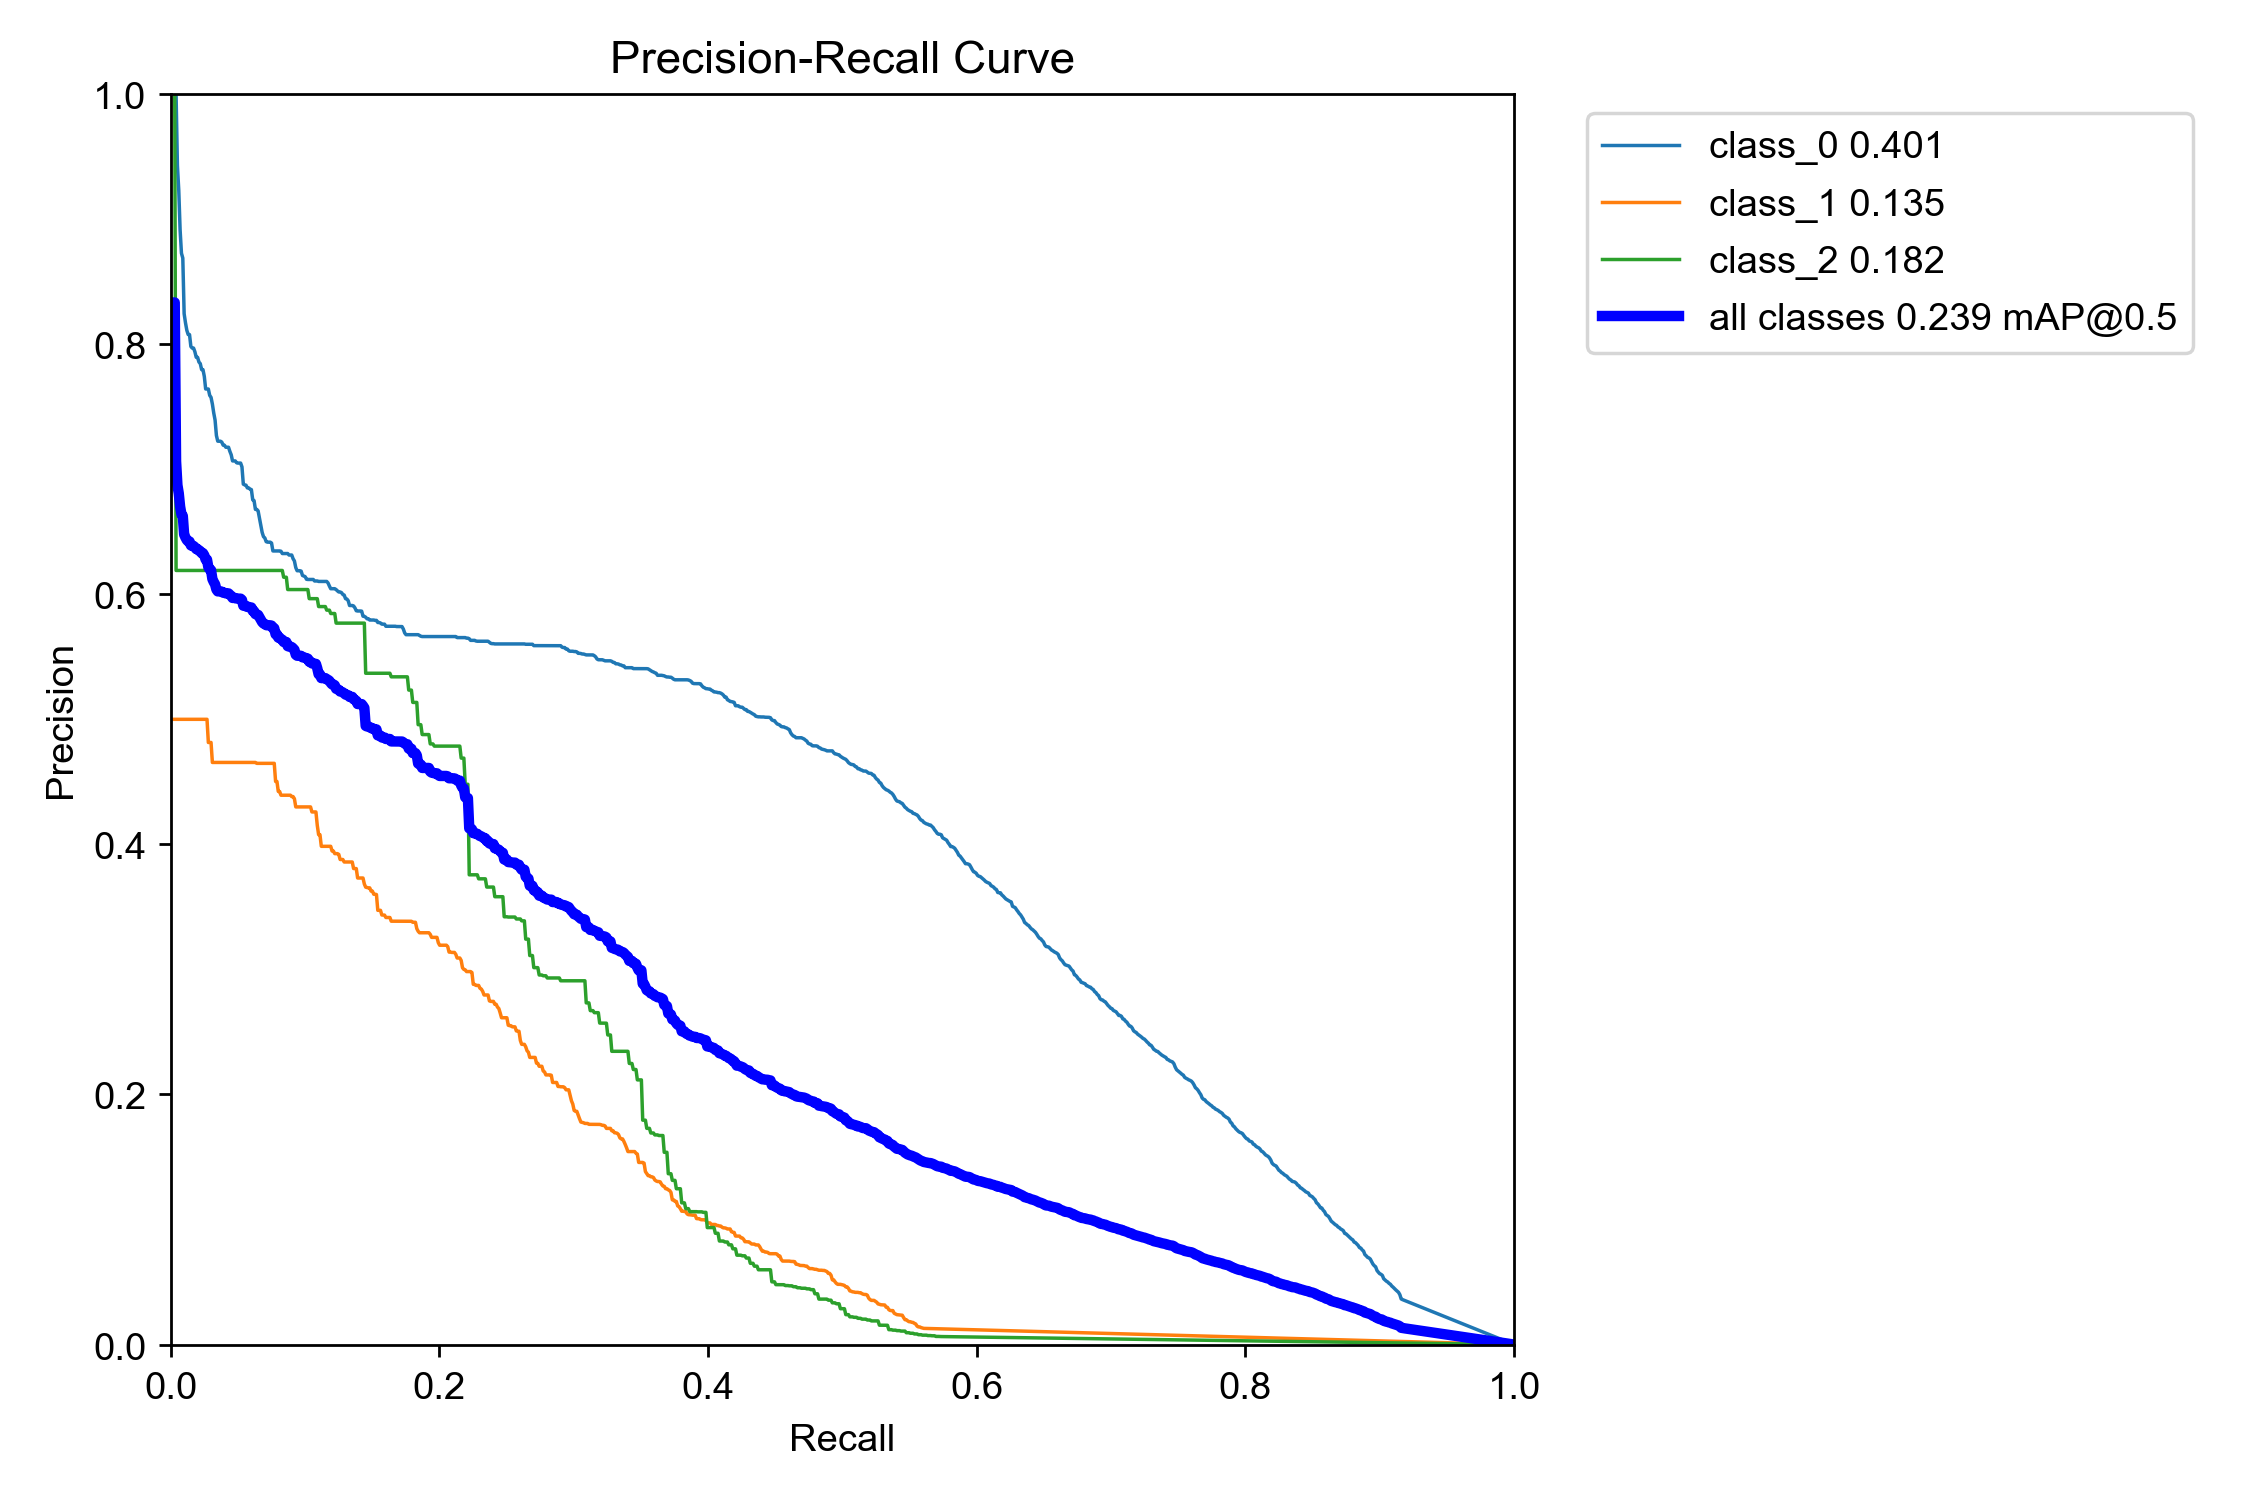 Precision-Recall Curve
1.0
0.8
0.6
0.4
0.2
0.0
Precision
0.0 0.2 0.4 0.6 0.8 1.0
Recall
class_0 0.401
class_1 0.135
class_2 0.182
all classes 0.239 mAP@0.5